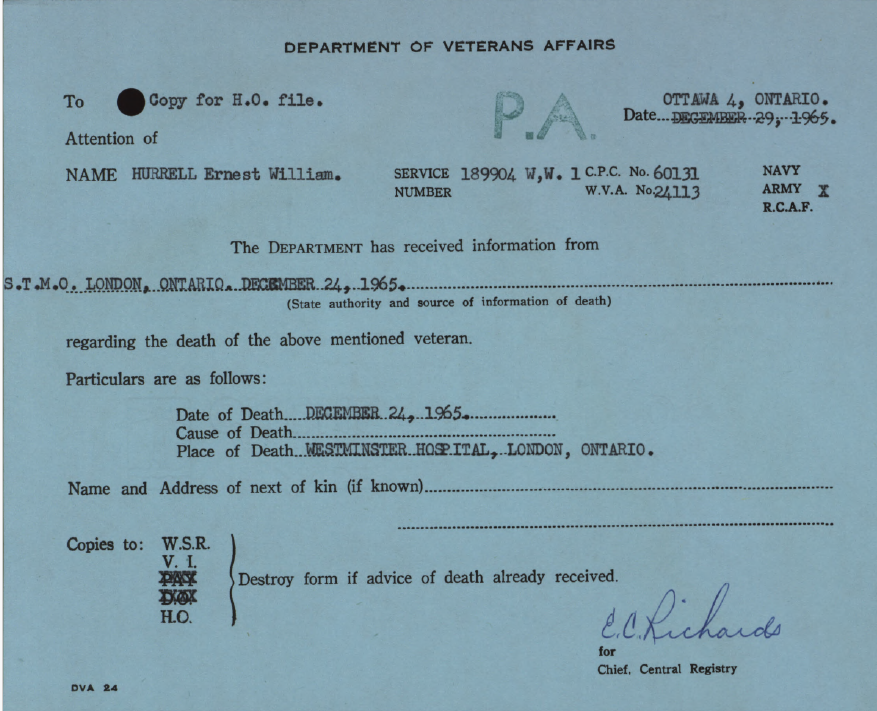 DEPARTMENT OF VETERANS AFFAIRS
To Copy for H.O. file.
P.A.
OTTAWA 4, ONTARIO.
Date...DECEMBER 29, 1965.
Attention of
NAME HURRELL Ernest William. SERVICE 189904 W,W. 1 C.P.C. No. 60131 NAVY
NUMBER W.V.A. No. 24113 ARMY X
R.C.A.F.
The DEPARTMENT has received information from
S.T.M.O. LONDON, ONTARIO. DECEMBER 24, 1965.
(State authority and source of information of death)
regarding the death of the above mentioned veteran.
Particulars are as follows:
Date of Death....DECEMBER 24, 1965.
Cause of Death
Place of Death...WESTMINSTER HOSPITAL, LONDON, ONTARIO.
Name and Address of next of kin (if known)
Copies to: W.S.R.
V. I.
PAY
D.O.
H.O.
Destroy form if advice of death already received.
E.C. Richards
for
Chief, Central Registry
DVA 24